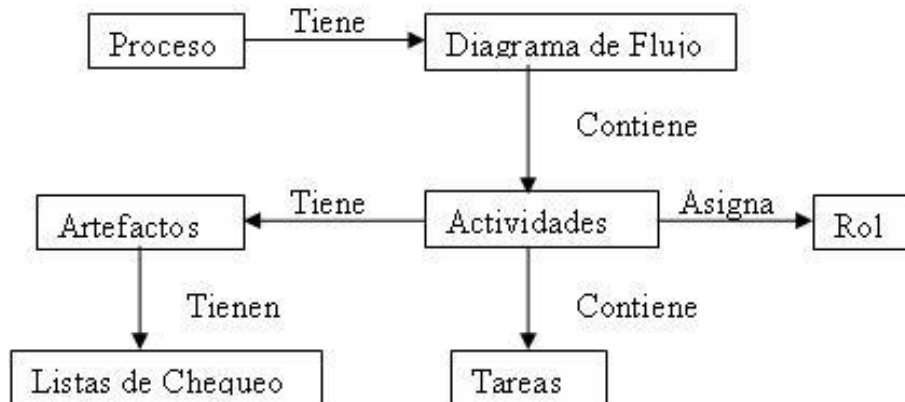 Tiene
Proceso
Diagrama de Flujo
Contiene
Tiene
Asigna
Artefactos
Actividades
Rol
Tienen
Contiene
Listas de Chequeo
Tareas